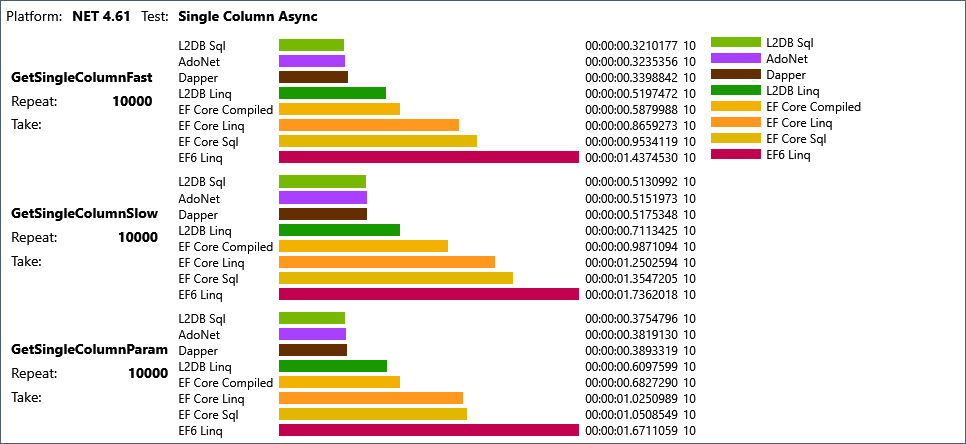 Platform: NET 4.61 Test: Single Column Async
GetSingleColumnFast
Repeat: 10000
Take:
L2DB Sql 00:00:00.3210177 10
AdoNet 00:00:00.3235356 10
Dapper 00:00:00.3398842 10
L2DB Linq 00:00:00.5197472 10
EF Core Compiled 00:00:00.5879988 10
EF Core Linq 00:00:00.8659273 10
EF Core Sql 00:00:00.9534119 10
EF6 Linq 00:00:01.4374530 10
L2DB Sql
AdoNet
Dapper
L2DB Linq
EF Core Compiled
EF Core Linq
EF Core Sql
EF6 Linq
GetSingleColumnSlow
Repeat: 10000
Take:
L2DB Sql 00:00:00.5130992 10
AdoNet 00:00:00.5151973 10
Dapper 00:00:00.5175348 10
L2DB Linq 00:00:00.7113425 10
EF Core Compiled 00:00:00.9871094 10
EF Core Linq 00:00:01.2502594 10
EF Core Sql 00:00:01.3547205 10
EF6 Linq 00:00:01.7362018 10
GetSingleColumnParam
Repeat: 10000
Take:
L2DB Sql 00:00:00.3754796 10
AdoNet 00:00:00.3819130 10
Dapper 00:00:00.3893319 10
L2DB Linq 00:00:00.6097599 10
EF Core Compiled 00:00:00.6827290 10
EF Core Linq 00:00:01.0250989 10
EF Core Sql 00:00:01.0508549 10
EF6 Linq 00:00:01.6711059 10